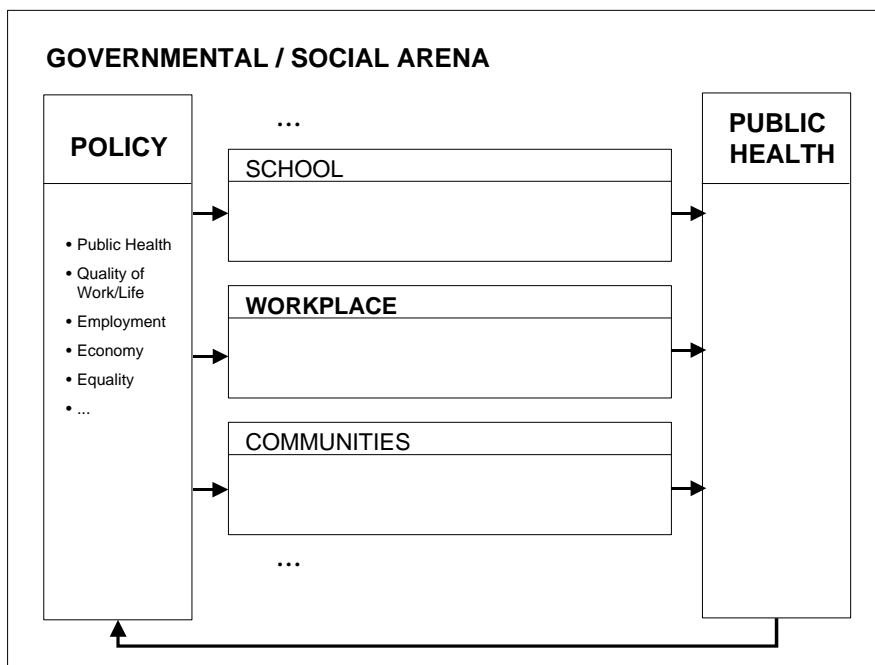 GOVERNMENTAL / SOCIAL ARENA
POLICY
• Public Health
• Quality of
Work/Life
• Employment
• Economy
• Equality
• ...
...
SCHOOL
WORKPLACE
COMMUNITIES
...
PUBLIC
HEALTH